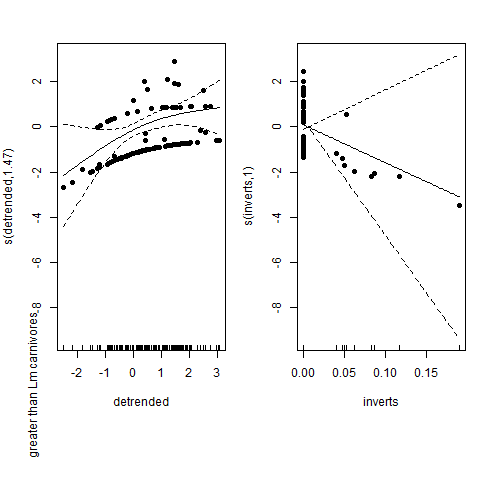 s(detrended,1.47)
greater than Lm carnivores
2
0
-2
-4
-6
-8
-2 -1 0 1 2 3
detrended
s(inverts,1)
2
0
-2
-4
-6
-8
0.00 0.05 0.10 0.15
inverts